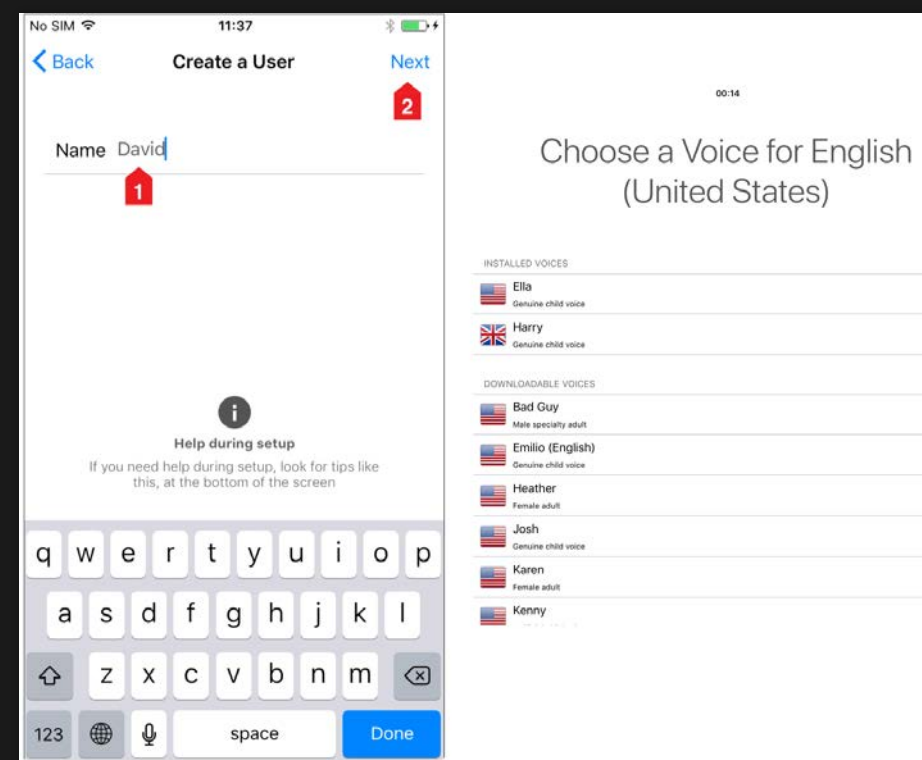 No SIM 11:37
Back Create a User Next
2
Name David
1
i
Help during setup
If you need help during setup, look for tips like
this, at the bottom of the screen
q w e r t y u i o p
a s d f g h j k l
z x c v b n m
123 space Done
00:14
Choose a Voice for English
(United States)
INSTALLED VOICES
Ella
Genuine child voice
Harry
Genuine child voice
DOWNLOADABLE VOICES
Bad Guy
Male specialty adult
Emilio (English)
Genuine child voice
Heather
Female adult
Josh
Genuine child voice
Karen
Female adult
Kenny